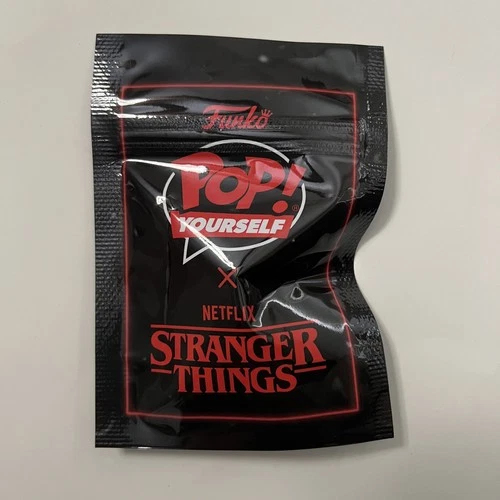 Funko
POP!
YOURSELF
×
NETFLIX
STRANGER
THINGS